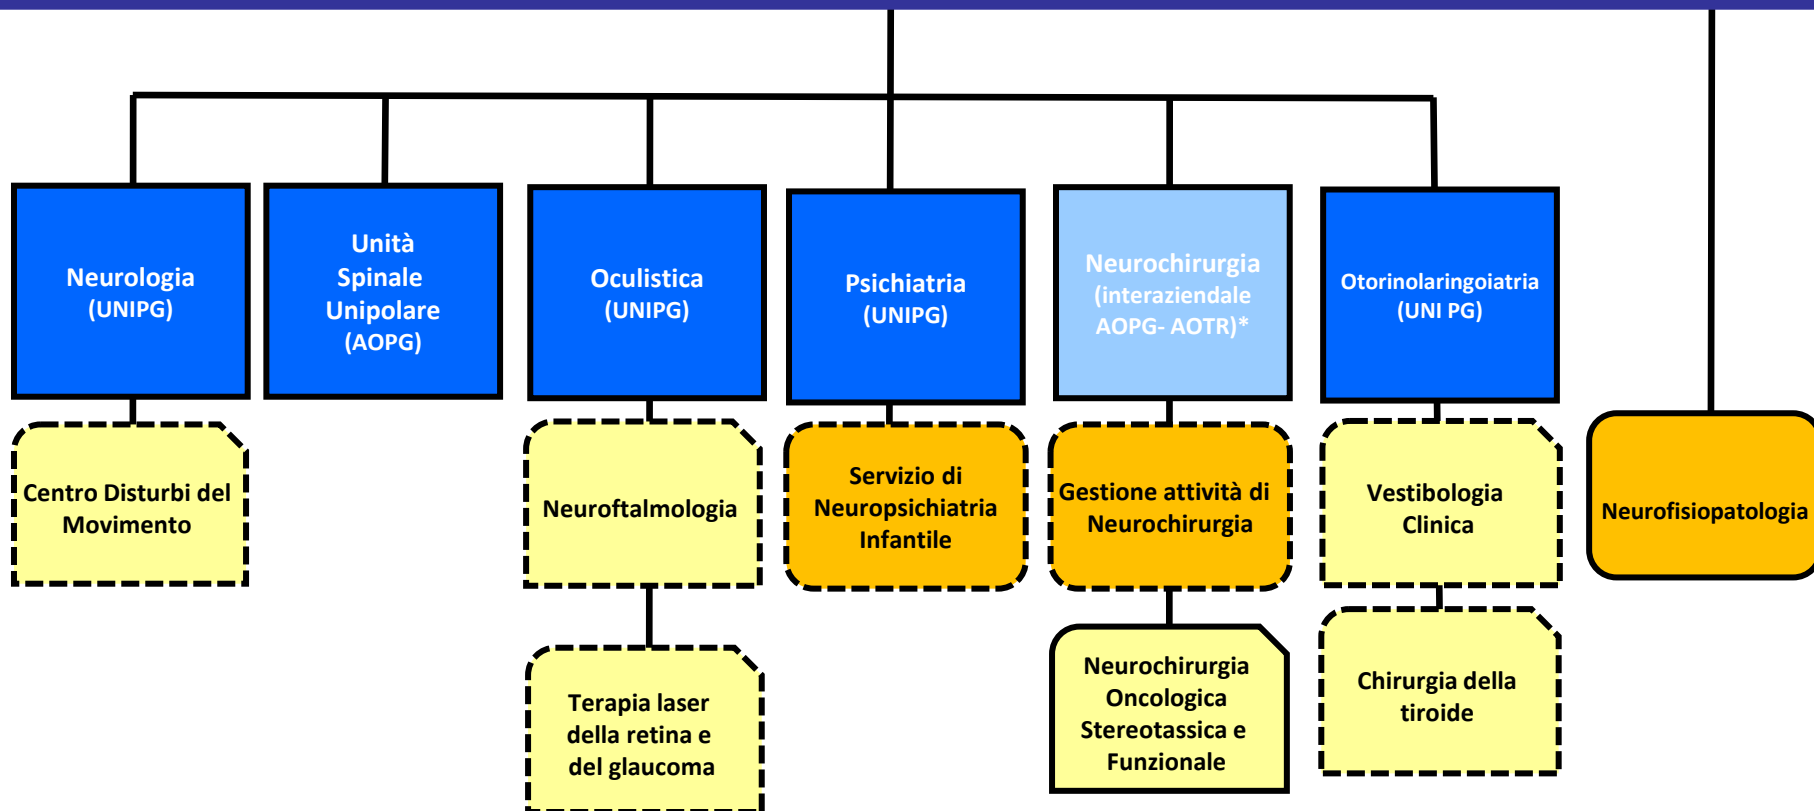 Neurologia
(UNIPG)
Unità
Spinale
Unipolare
(AOPG)
Oculistica
(UNIPG)
Psichiatria
(UNIPG)
Neurochirurgia
(interaziendale
AOPG- AOTR)*
Otorinolaringoiatria
(UNI PG)
Centro Disturbi del
Movimento
Neuroftalmologia
Servizio di
Neuropsichiatria
Infantile
Gestione attività di
Neurochirurgia
Vestibologia
Clinica
Neurofisiopatologia
Terapia laser
della retina e
del glaucoma
Neurochirurgia
Oncologica
Stereotassica e
Funzionale
Chirurgia della
tiroide